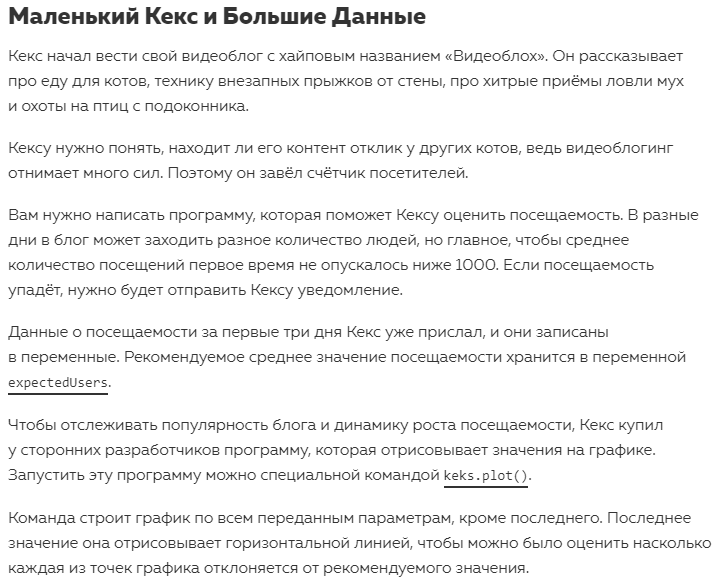 Маленький Кекс и Большие Данные
Кекс начал вести свой видеоблог с хайповым названием «Видеоблох». Он рассказывает
про еду для котов, технику внезапных прыжков от стены, про хитрые приёмы ловли мух
и охоты на птиц с подоконника.
Кексу нужно понять, находит ли его контент отклик у других котов, ведь видеоблогинг
отнимает много сил. Поэтому он завёл счётчик посетителей.
Вам нужно написать программу, которая поможет Кексу оценить посещаемость. В разные
дни в блог может заходить разное количество людей, но главное, чтобы среднее
количество посещений первое время не опускалось ниже 1000. Если посещаемость
упадёт, нужно будет отправить Кексу уведомление.
Данные о посещаемости за первые три дня Кекс уже прислал, и они записаны
в переменные. Рекомендуемое среднее значение посещаемости хранится в переменной
expectedUsers.
Чтобы отслеживать популярность блога и динамику роста посещаемости, Кекс купил
у сторонних разработчиков программу, которая отрисовывает значения на графике.
Запустить эту программу можно специальной командой keks.plot().
Команда строит график по всем переданным параметрам, кроме последнего. Последнее
значение она отрисовывает горизонтальной линией, чтобы можно было оценить насколько
каждая из точек графика отклоняется от рекомендуемого значения.